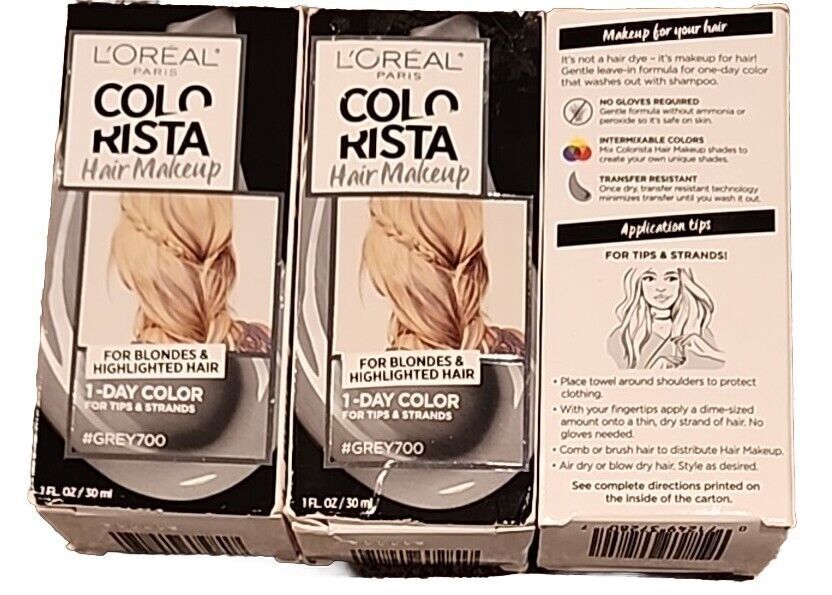 L'ORÉAL
PARIS
COLO
RISTA
Hair Makeup
FOR BLONDES &
HIGHLIGHTED HAIR
1-DAY COLOR
FOR TIPS & STRANDS
#GREY700
1 FL OZ / 30 ml
L'ORÉAL
PARIS
COLO
RISTA
Hair Makeup
FOR BLONDES &
HIGHLIGHTED HAIR
1-DAY COLOR
FOR TIPS & STRANDS
#GREY700
1 FL OZ / 30 ml
Makeup for your hair
It's not a hair dye – it's makeup for hair!
Gentle leave-in formula for one-day color
that washes out with shampoo.
NO GLOVES REQUIRED
Gentle formula without ammonia or
peroxide so it's safe on skin.
INTERMIXABLE COLORS
Mix Colorista Hair Makeup shades to
create your own unique shades.
TRANSFER RESISTANT
Once dry, transfer resistant technology
minimizes transfer until you wash it out.
Application tips
FOR TIPS & STRANDS!
• Place towel around shoulders to protect
clothing.
• With your fingertips apply a dime-sized
amount onto a thin, dry strand of hair. No
gloves needed.
• Comb or brush hair to distribute Hair Makeup.
• Air dry or blow dry hair. Style as desired.
See complete directions printed on
the inside of the carton.